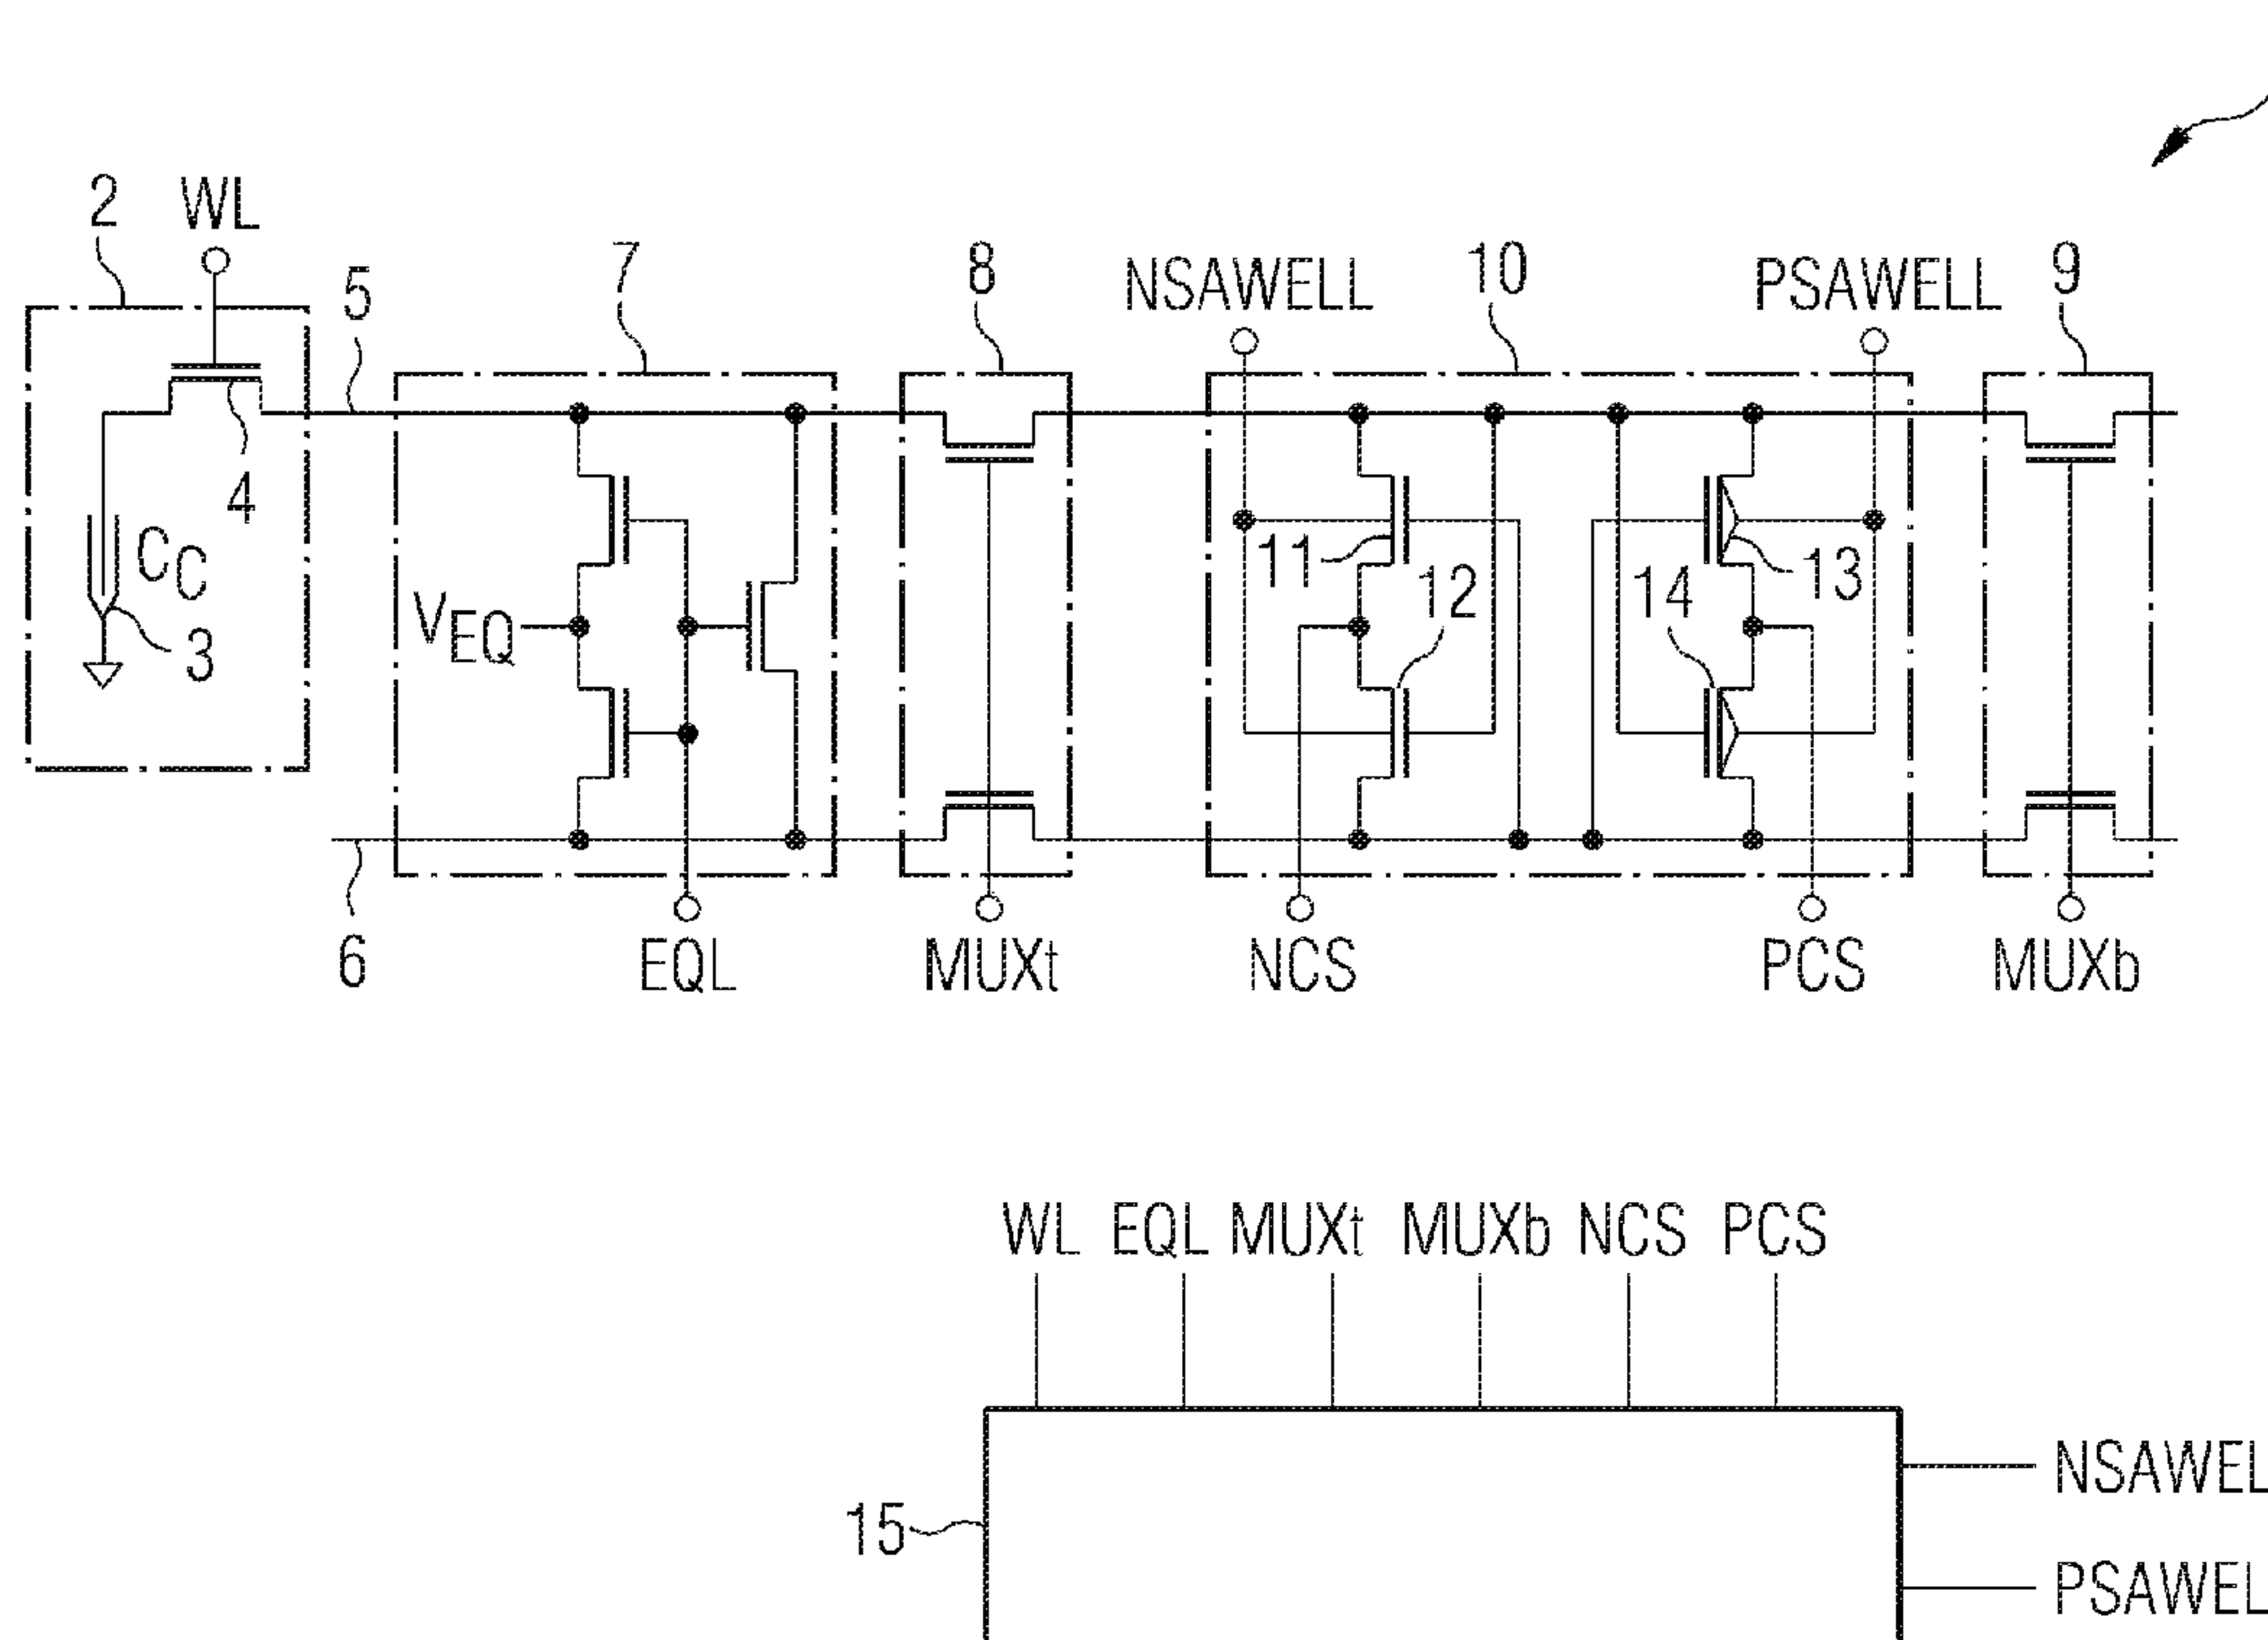 2 WL
5 7 8 NSAWELL 10 PSAWELL 9
4
CC
3
VEQ
11 12 14 13
6 EQL MUXt NCS PCS MUXb
WL EQL MUXt MUXb NCS PCS
15
NSAWEL
PSAWEL